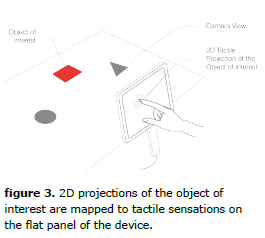 Object of
Interest
Camera View
2D Tactile
Projection of the
Object of Interest
figure 3. 2D projections of the object of
interest are mapped to tactile sensations on
the flat panel of the device.